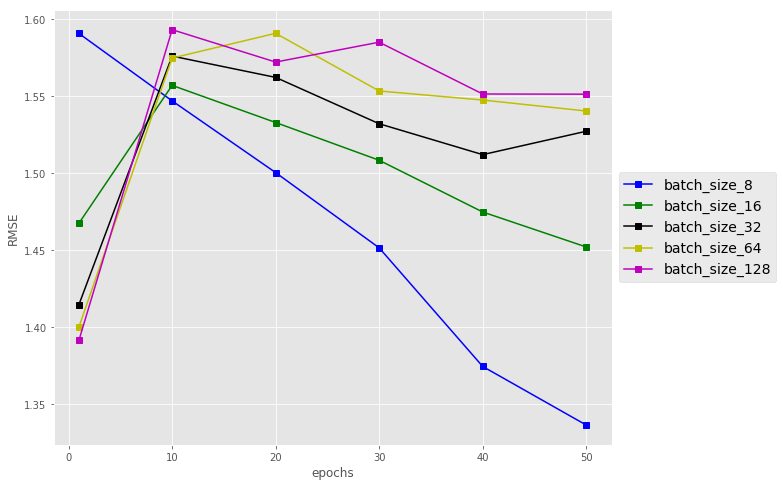 1.60
1.55
1.50
1.45
1.40
1.35
RMSE
0
10
20
30
40
50
epochs
batch_size_8
batch_size_16
batch_size_32
batch_size_64
batch_size_128